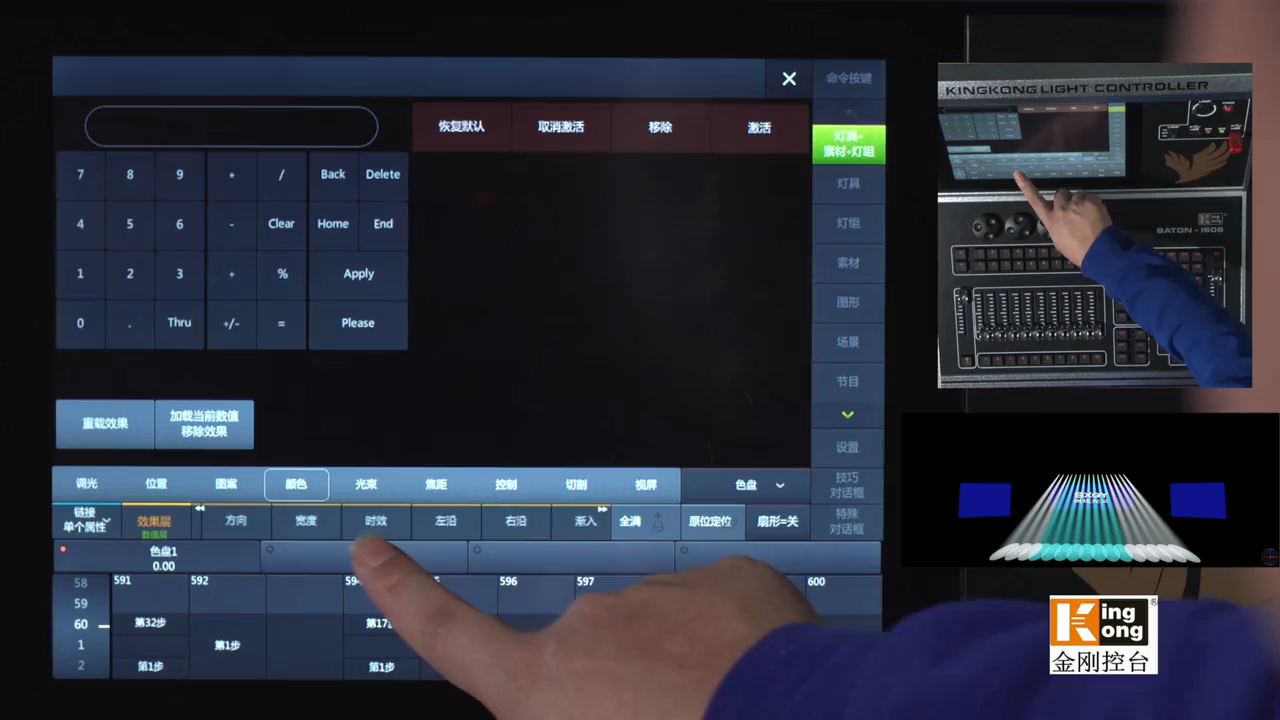 命令按键
灯具+
素材+灯组
恢复默认
取消激活
移除
激活
7
8
9
*
/
Back
Delete
灯具
4
5
6
-
Clear
Home
End
灯组
1
2
3
+
%
Apply
素材
图形
0
.
Thru
+/-
=
Please
场景
节目
重载效果
加载当前数值
移除效果
设置
调光
位置
图案
颜色
光束
焦距
控制
切割
视屏
色盘
技巧
对话框
链接
单个属性
效果层
数值层
方向
宽度
时效
左沿
右沿
渐入
全满
原位定位
扇形=关
特殊
对话框
色盘1
0.00
58
591
592
596
597
600
59
60
第32步
1
第1步
2
第1步
第1步
KINGKONG LIGHT CONTROLLER
King
Kong
BATON-1606
King
Kong
®
金刚控台